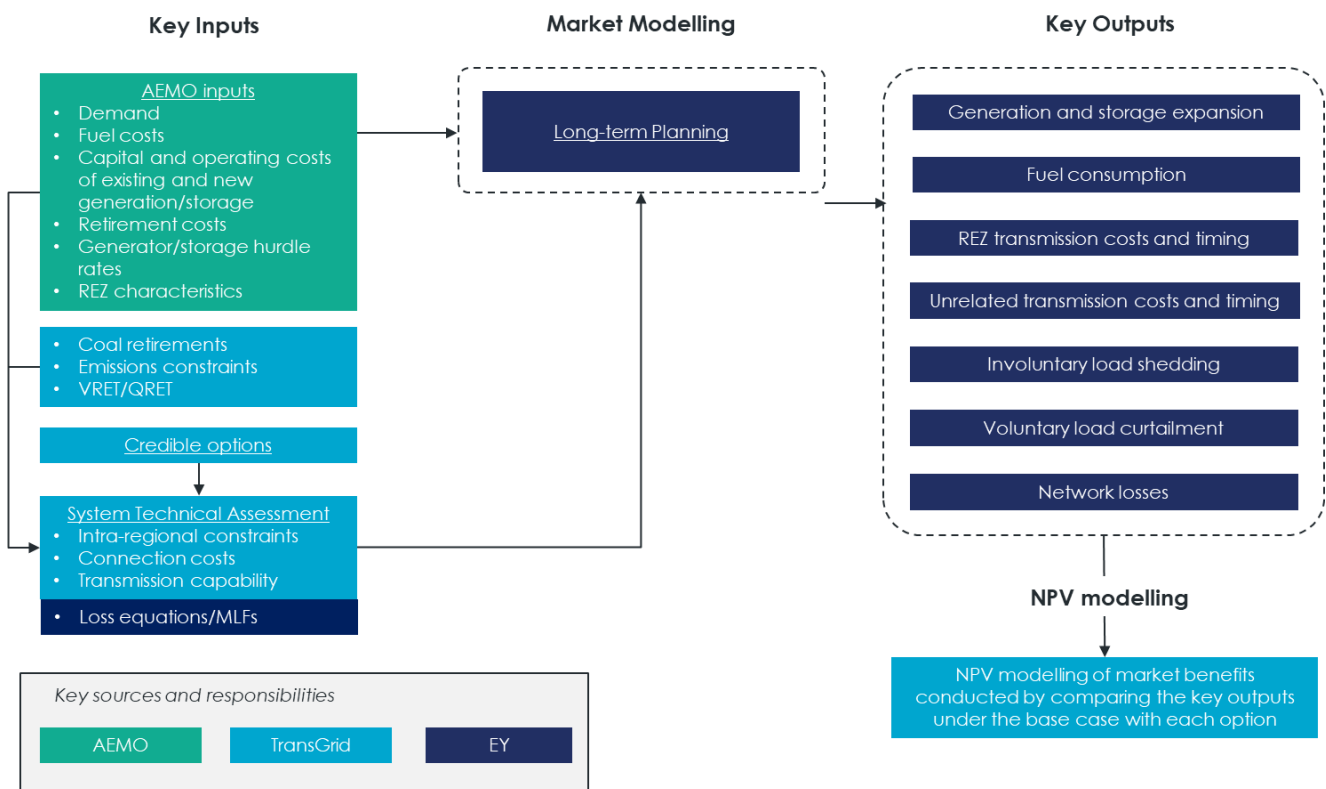 Key Inputs
Market Modelling
Key Outputs
AEMO inputs
• Demand
• Fuel costs
• Capital and operating costs
of existing and new
generation/storage
• Retirement costs
• Generator/storage hurdle
rates
• REZ characteristics
• Coal retirements
• Emissions constraints
• VRET/QRET
Credible options
System Technical Assessment
• Intra-regional constraints
• Connection costs
• Transmission capability
• Loss equations/MLFs
Long-term Planning
Generation and storage expansion
Fuel consumption
REZ transmission costs and timing
Unrelated transmission costs and timing
Involuntary load shedding
Voluntary load curtailment
Network losses
NPV modelling
NPV modelling of market benefits
conducted by comparing the key outputs
under the base case with each option
Key sources and responsibilities
AEMO
TransGrid
EY